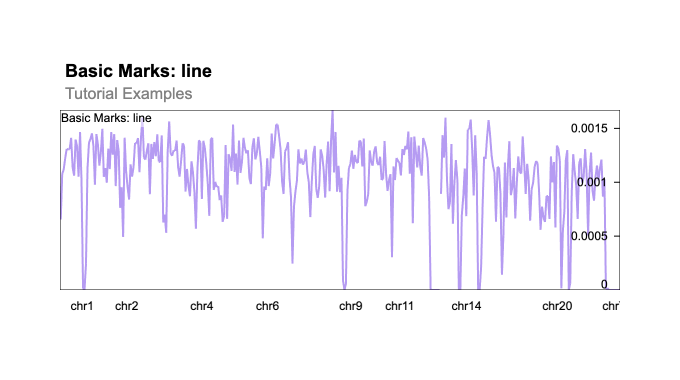 Basic Marks: line
Tutorial Examples
Basic Marks: line
0.0015
0.001
0.0005
0
chr1 chr2 chr4 chr6 chr9 chr11 chr14 chr20 chr